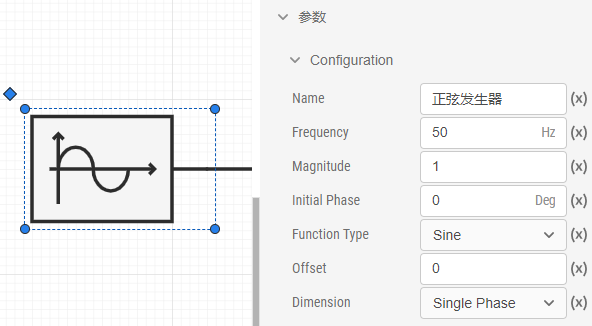 参数
Configuration
Name 正弦发生器 (x)
Frequency 50 Hz (x)
Magnitude 1 (x)
Initial Phase 0 Deg (x)
Function Type Sine (x)
Offset 0 (x)
Dimension Single Phase (x)